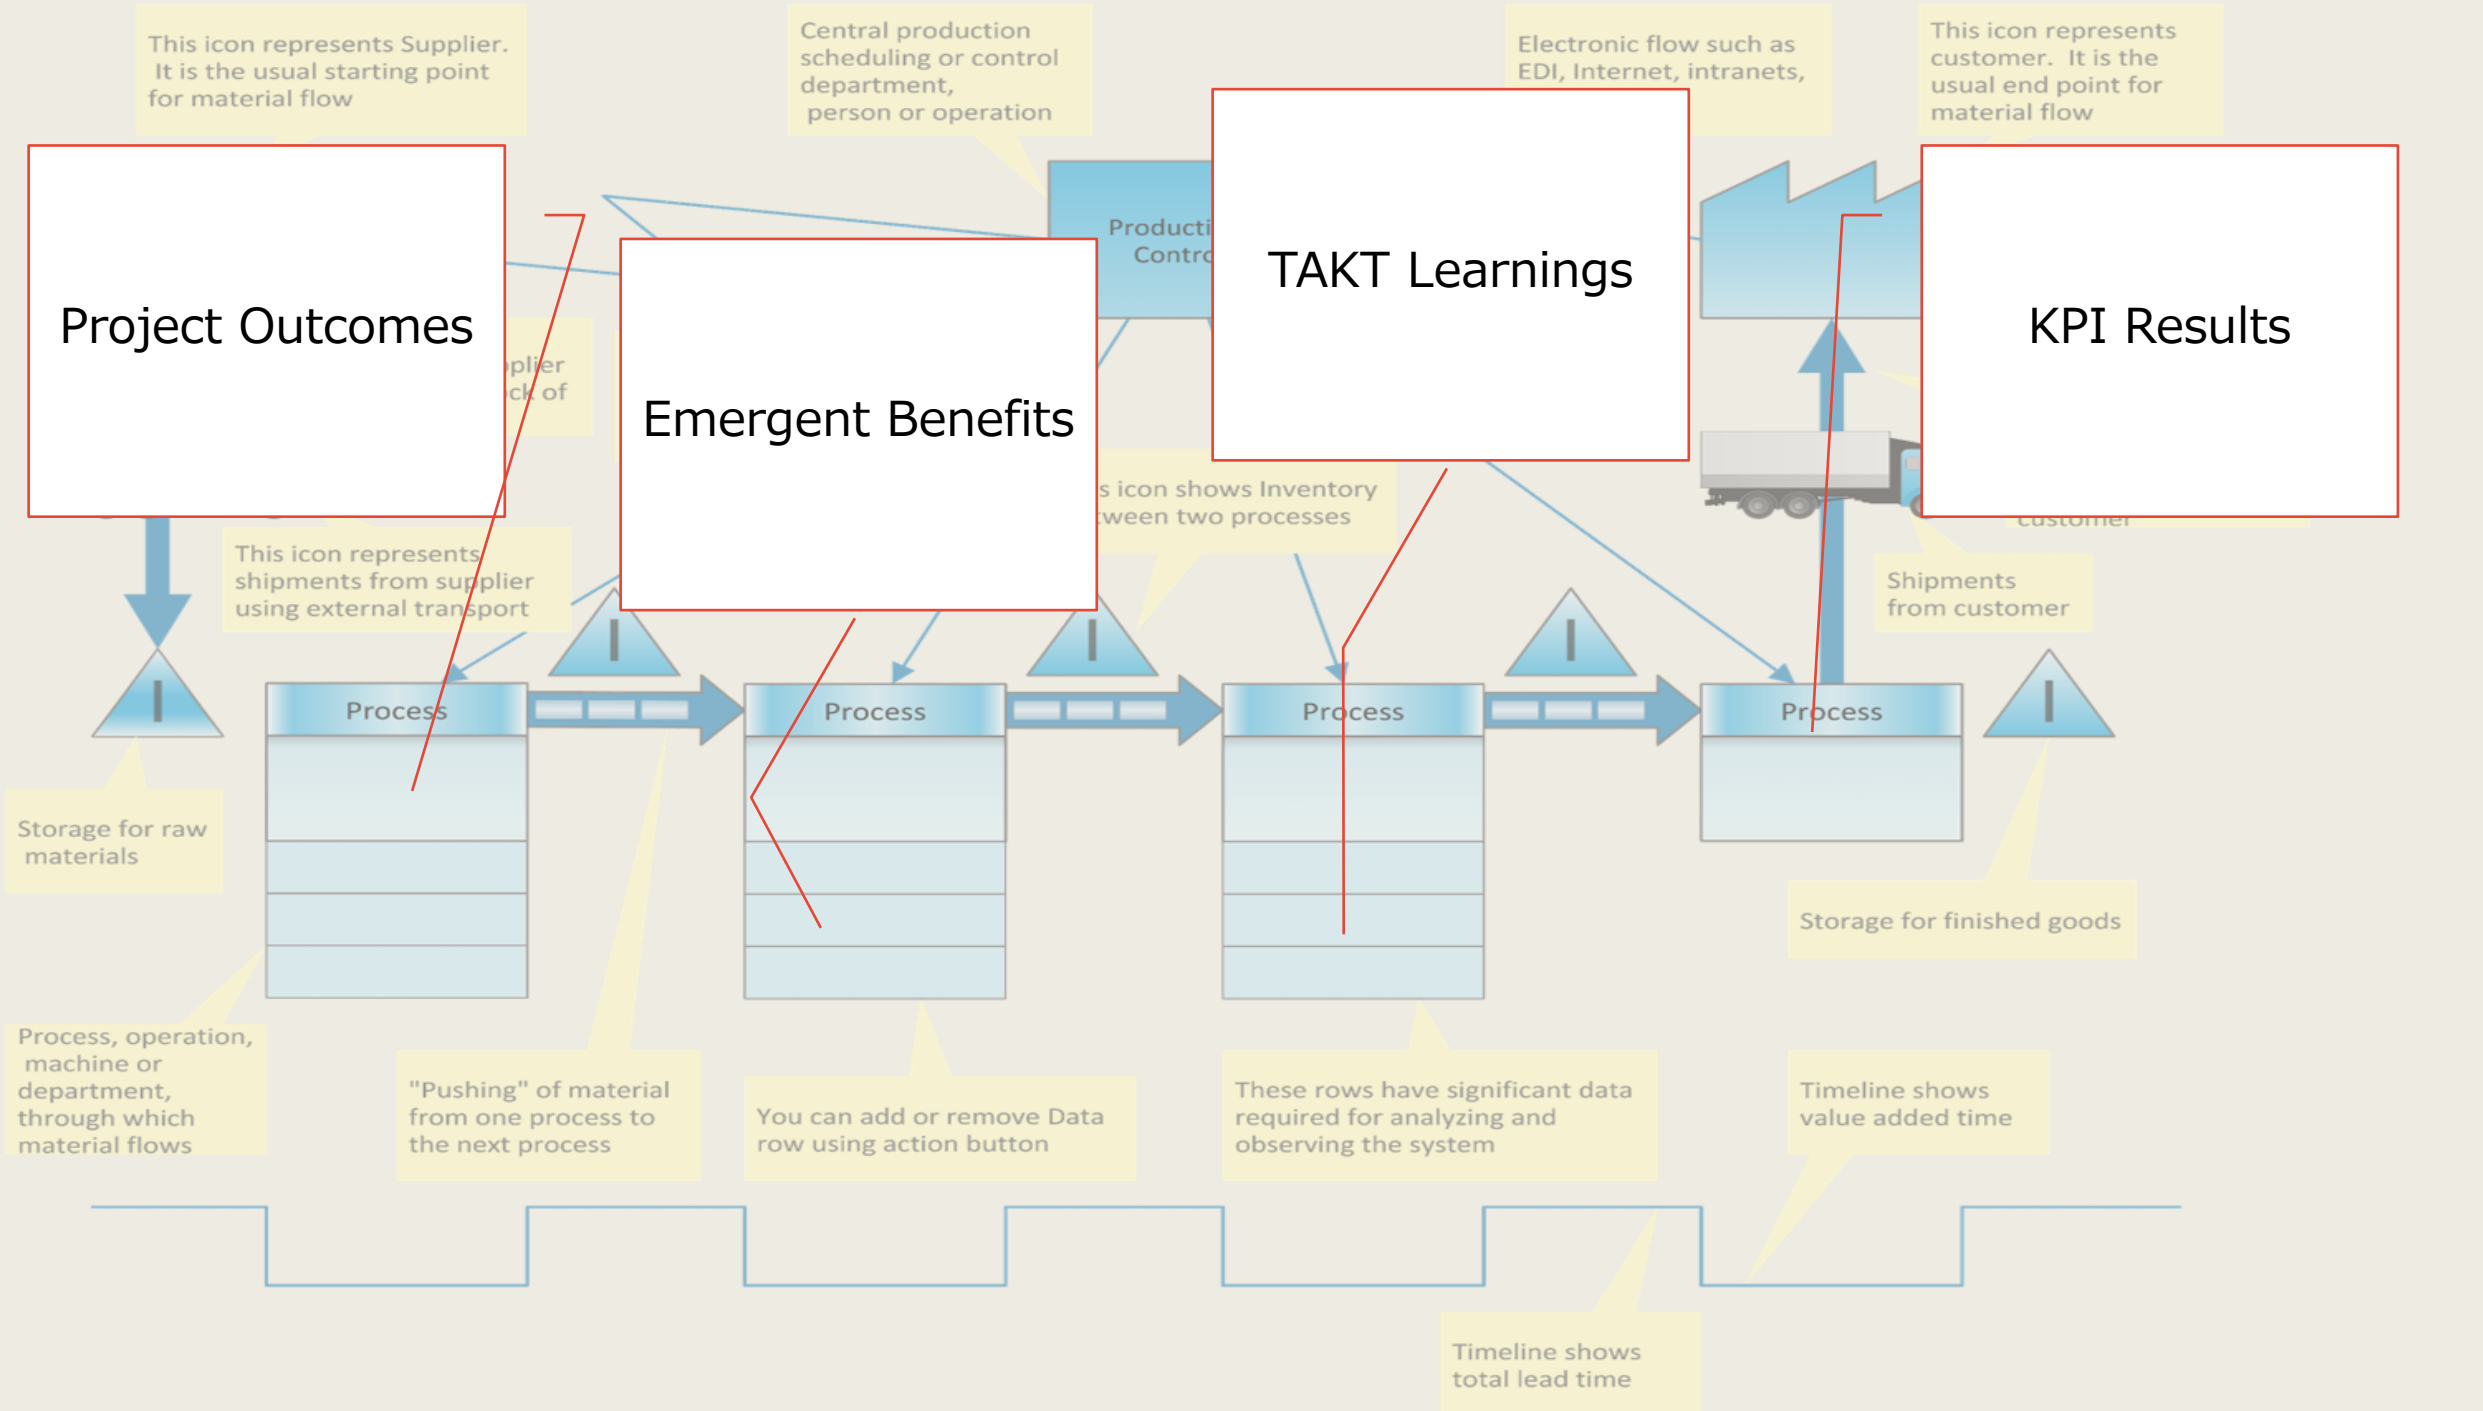 This icon represents Supplier.
It is the usual starting point
for material flow
Central production
scheduling or control
department,
person or operation
Electronic flow such as
EDI, Internet, intranets,
This icon represents
customer. It is the
usual end point for
material flow
Project Outcomes
Emergent Benefits
Control
TAKT Learnings
KPI Results
of
icon shows Inventory
two processes
customer
This icon represents
shipments from supplier
using external transport
Shipments
from customer
I
I
I
I
I
Process
Process
Process
Process
Storage for raw
materials
Storage for finished goods
Process, operation,
machine or
department,
through which
material flows
"Pushing" of material
from one process to
the next process
You can add or remove Data
row using action button
These rows have significant data
required for analyzing and
observing the system
Timeline shows
value added time
Timeline shows
total lead time